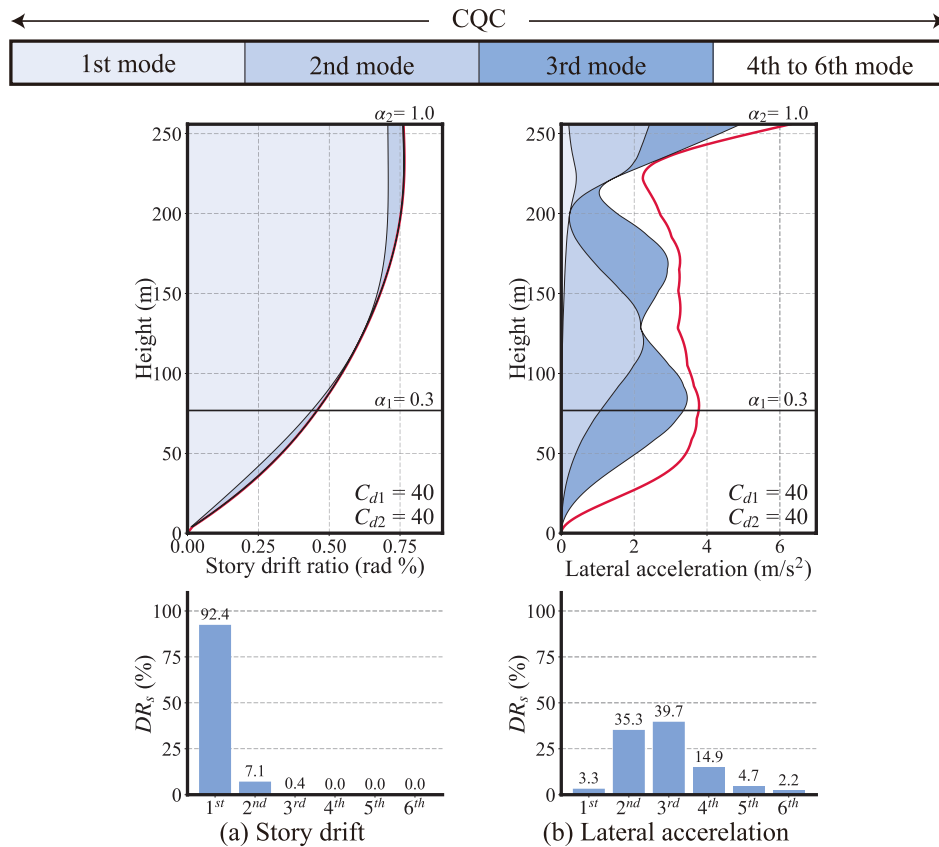 CQC
1st mode 2nd mode 3rd mode 4th to 6th mode
α2= 1.0
250
200
150
100
50
0
Height (m)
α1= 0.3
Cd1 = 40
Cd2 = 40
0.00 0.25 0.50 0.75
Story drift ratio (rad %)
α2= 1.0
250
200
150
100
50
0
Height (m)
α1= 0.3
Cd1 = 40
Cd2 = 40
0 2 4 6
Lateral acceleration (m/s²)
100
75
50
25
0
DRs (%)
92.4
7.1
0.4
0.0
0.0
0.0
1st 2nd 3rd 4th 5th 6th
(a) Story drift
100
75
50
25
0
DRs (%)
3.3
35.3
39.7
14.9
4.7
2.2
1st 2nd 3rd 4th 5th 6th
(b) Lateral accerelation